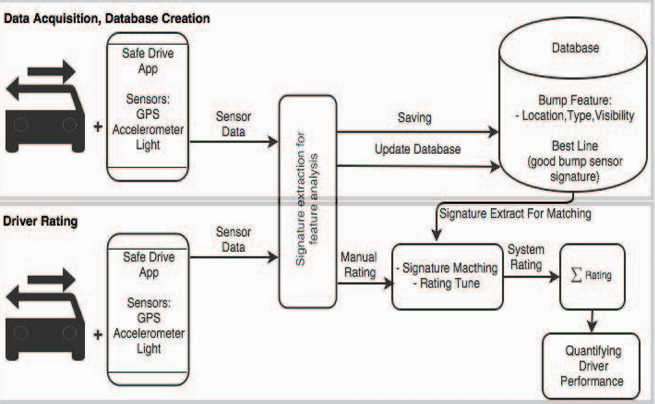 Data Acquisition, Database Creation
Safe Drive
App
Sensors:
GPS
Accelerometer
Light
+
Sensor
Data
Signature extraction for
feature analysis
Saving
Update Database
Database
Bump Feature:
- Location,Type,Visibility
Best Line
(good bump sensor
signature)
Signature Extract For Matching
Driver Rating
Safe Drive
App
Sensors:
GPS
Accelerometer
Light
+
Sensor
Data
Manual
Rating
- Signature Macthing
- Rating Tune
System
Rating
∑ Rating
Quantifying
Driver
Performance